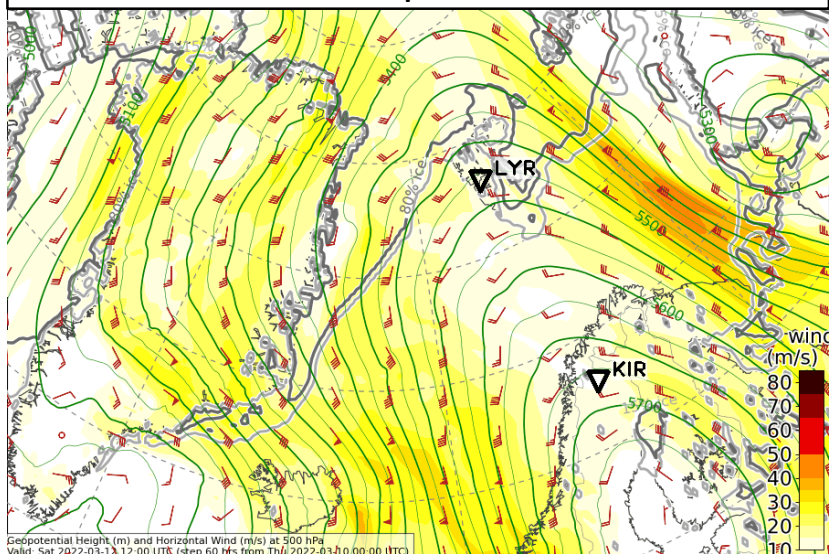 5400
5100
5300
LYR
80% ice
5500
5600
KIR
5700
wind
(m/s)
80
70
60
50
40
30
20
10
Geopotential Height (m) and Horizontal Wind (m/s) at 500 hPa
Valid: Sat 2022-03-12 12:00 UTC (step 60 hrs from Thu 2022-03-10 00:00 UTC)